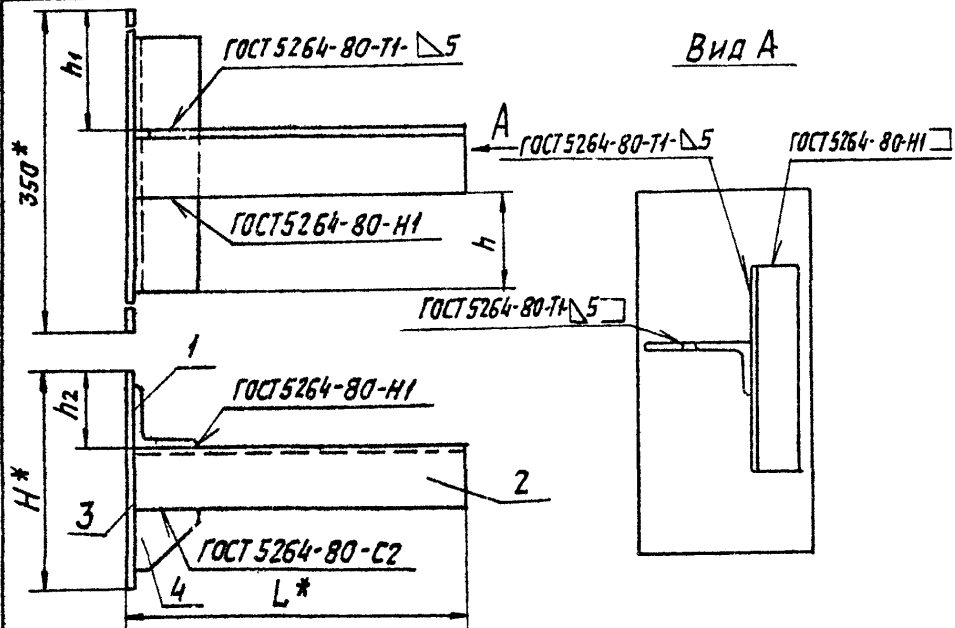 ГОСТ 5264-80-Т1-◺5
h1
350*
А
ГОСТ 5264-80-Н1
h
Вид А
ГОСТ 5264-80-Т1-◺5
ГОСТ 5264-80-Н1 ⊐
ГОСТ 5264-80-Т1-◺5 ⊐
1
h2
ГОСТ 5264-80-Н1
H*
2
3
ГОСТ 5264-80-С2
4
L*